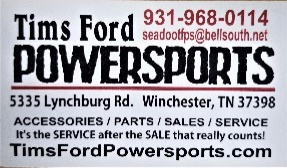 Tims Ford 931-968-0114
seadooffps@bellsouth.net
POWERSPORTS
5335 Lynchburg Rd. Winchester, TN 37398
ACCESSORIES / PARTS / SALES / SERVICE
It's the SERVICE after the SALE that really counts!
TimsFordPowersports.com